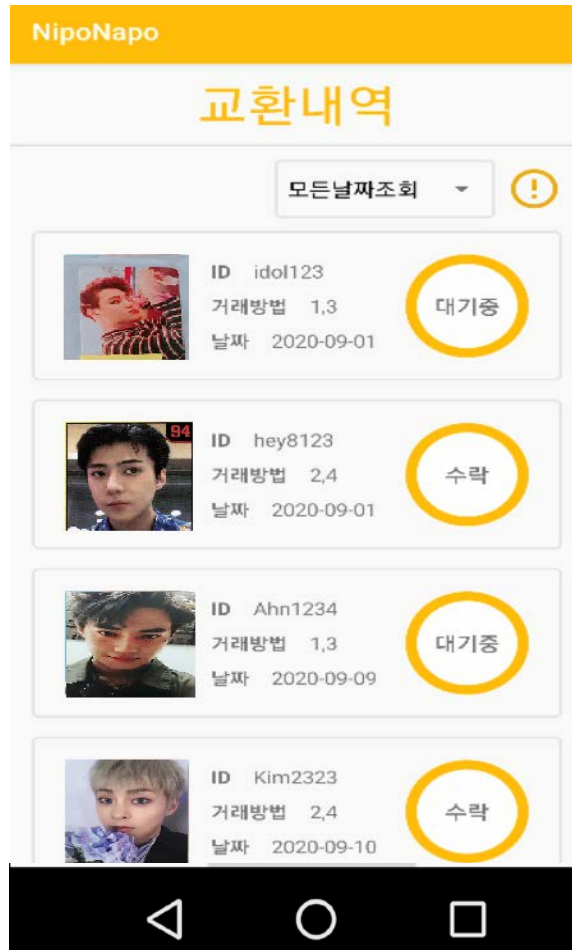 NipoNapo
교환내역
모든날짜조회
ID idol123
거래방법 1,3
날짜 2020-09-01
대기중
94
ID hey8123
거래방법 2,4
날짜 2020-09-01
수락
ID Ahn1234
거래방법 1,3
날짜 2020-09-09
대기중
ID Kim2323
거래방법 2,4
날짜 2020-09-10
수락